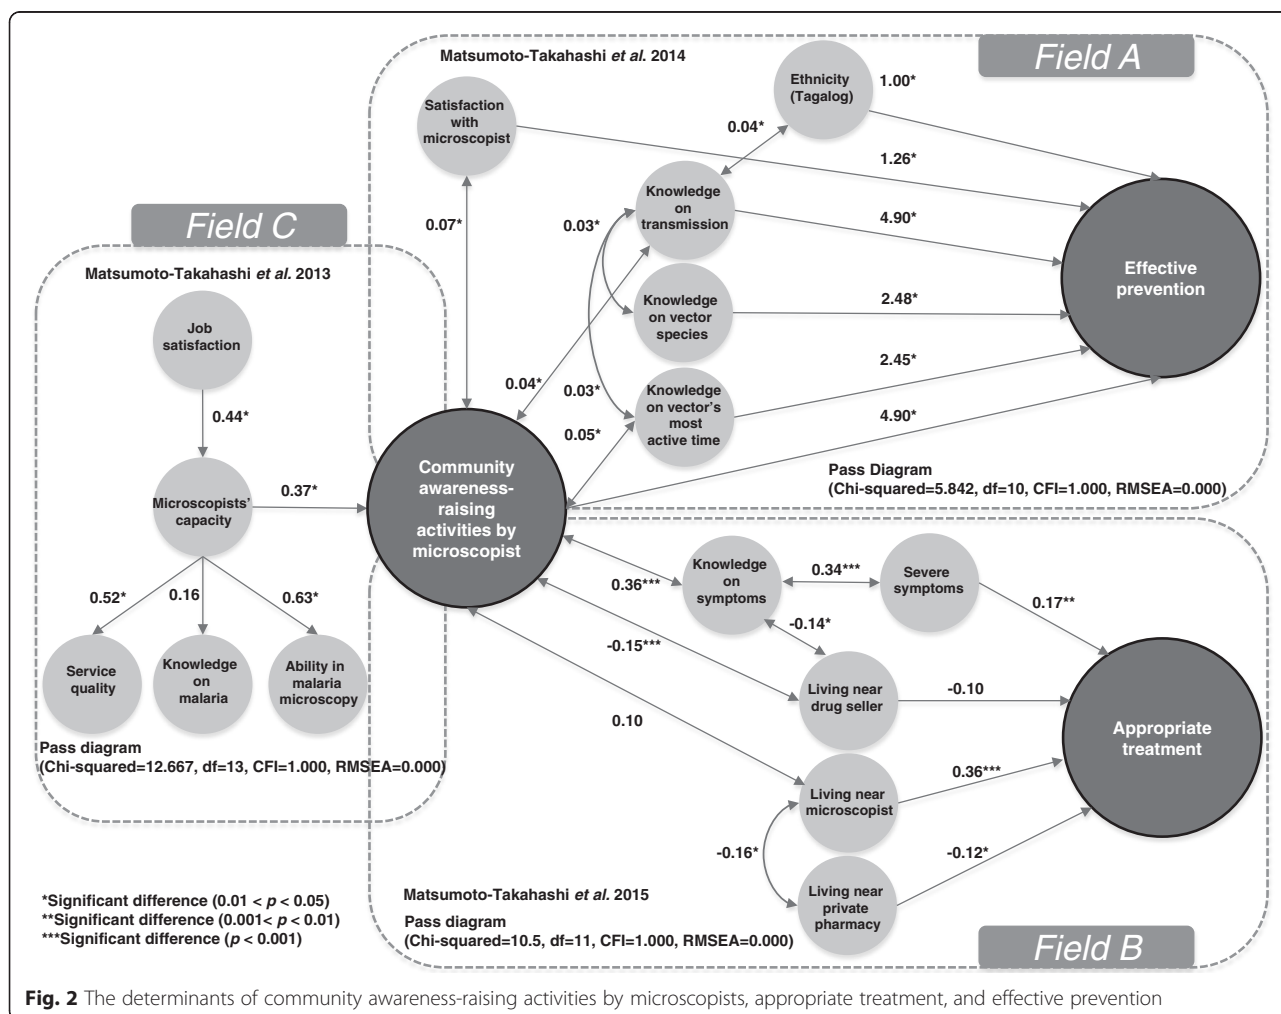 Matsumoto-Takahashi et al. 2014
Field A
Ethnicity
(Tagalog)
1.00*
Satisfaction
with
microscopist
0.04*
1.26*
Knowledge
on
transmission
4.90*
0.07*
0.03*
Effective
prevention
Knowledge
on vector
species
2.48*
2.45*
0.04*
0.03*
Knowledge
on vector's
most
active time
4.90*
0.05*
Pass Diagram
(Chi-squared=5.842, df=10, CFI=1.000, RMSEA=0.000)
Field C
Matsumoto-Takahashi et al. 2013
Job
satisfaction
0.44*
Microscopists'
capacity
0.37*
Community
awareness-
raising
activities by
microscopist
0.52*
0.16
0.63*
Service
quality
Knowledge
on
malaria
Ability in
malaria
microscopy
Pass diagram
(Chi-squared=12.667, df=13, CFI=1.000, RMSEA=0.000)
Knowledge
on
symptoms
0.34***
Severe
symptoms
0.36***
0.17**
-0.14*
-0.15***
Living near
drug seller
-0.10
0.10
Appropriate
treatment
Living near
microscopist
0.36***
-0.16*
-0.12*
Living near
private
pharmacy
Matsumoto-Takahashi et al. 2015
Pass diagram
(Chi-squared=10.5, df=11, CFI=1.000, RMSEA=0.000)
Field B
*Significant difference (0.01 < p < 0.05)
**Significant difference (0.001< p < 0.01)
***Significant difference (p < 0.001)
Fig. 2 The determinants of community awareness-raising activities by microscopists, appropriate treatment, and effective prevention